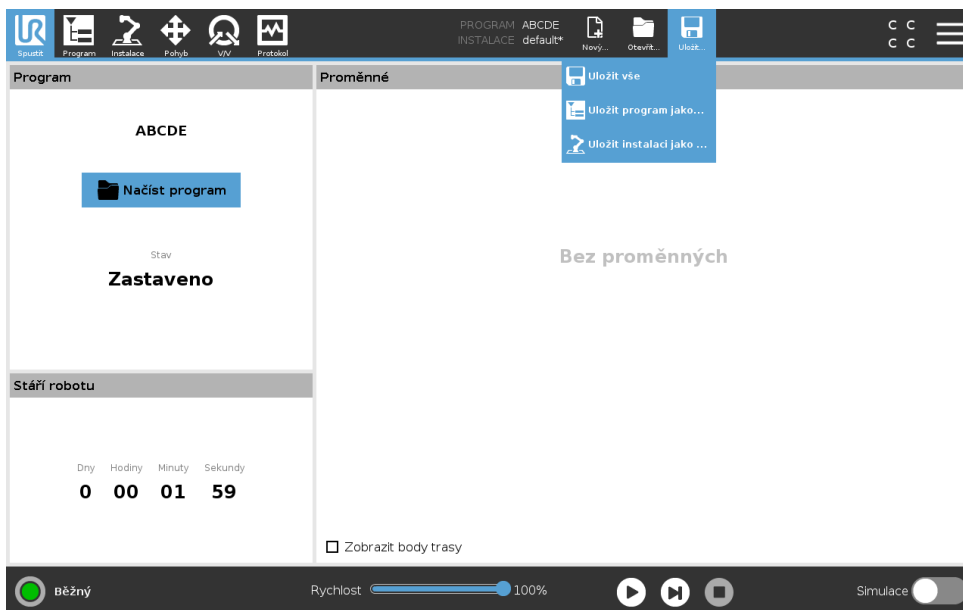 UR
PROGRAM ABCDE
INSTALACE default*
C C
C C
Spustit Program Instalace Pohyb V/V Protokol
Nový... Otevřít... Uložit...
Program
Proměnné
Uložit vše
Uložit program jako...
Uložit instalaci jako ...
ABCDE
Načíst program
Stav
Zastaveno
Bez proměnných
Stáří robotu
Dny Hodiny Minuty Sekundy
0 00 01 59
Zobrazit body trasy
Běžný
Rychlost 100%
Simulace